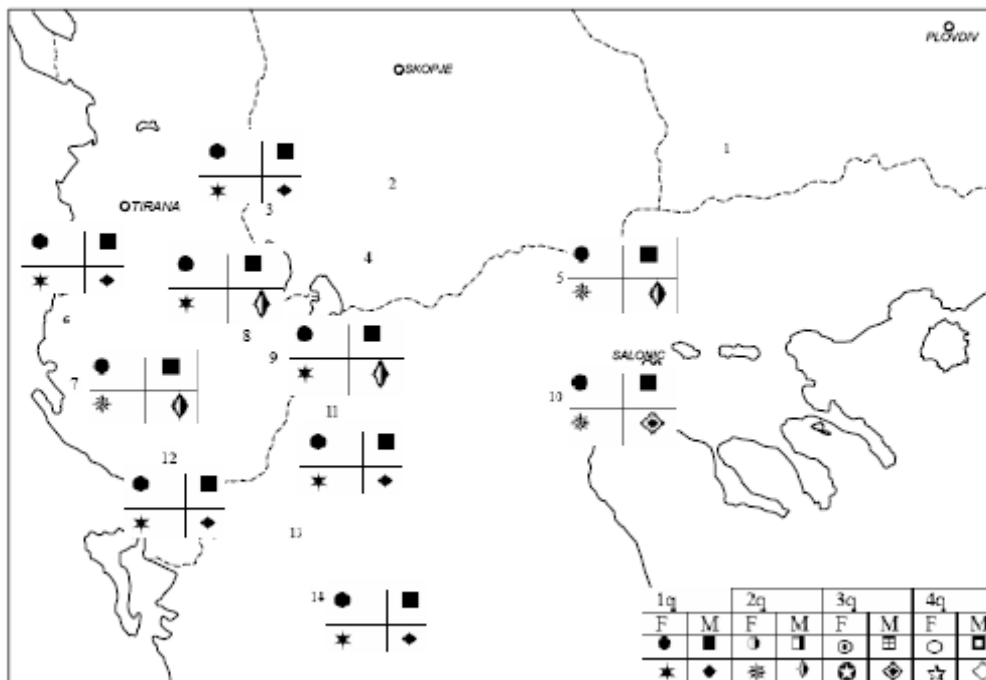 PLOVDIV
SKOPJE
1
2
3
TIRANA
4
5
6
8
SALONIC
9
7
10
11
12
13
14
1q 2q 3q 4q
F M F M F M F M